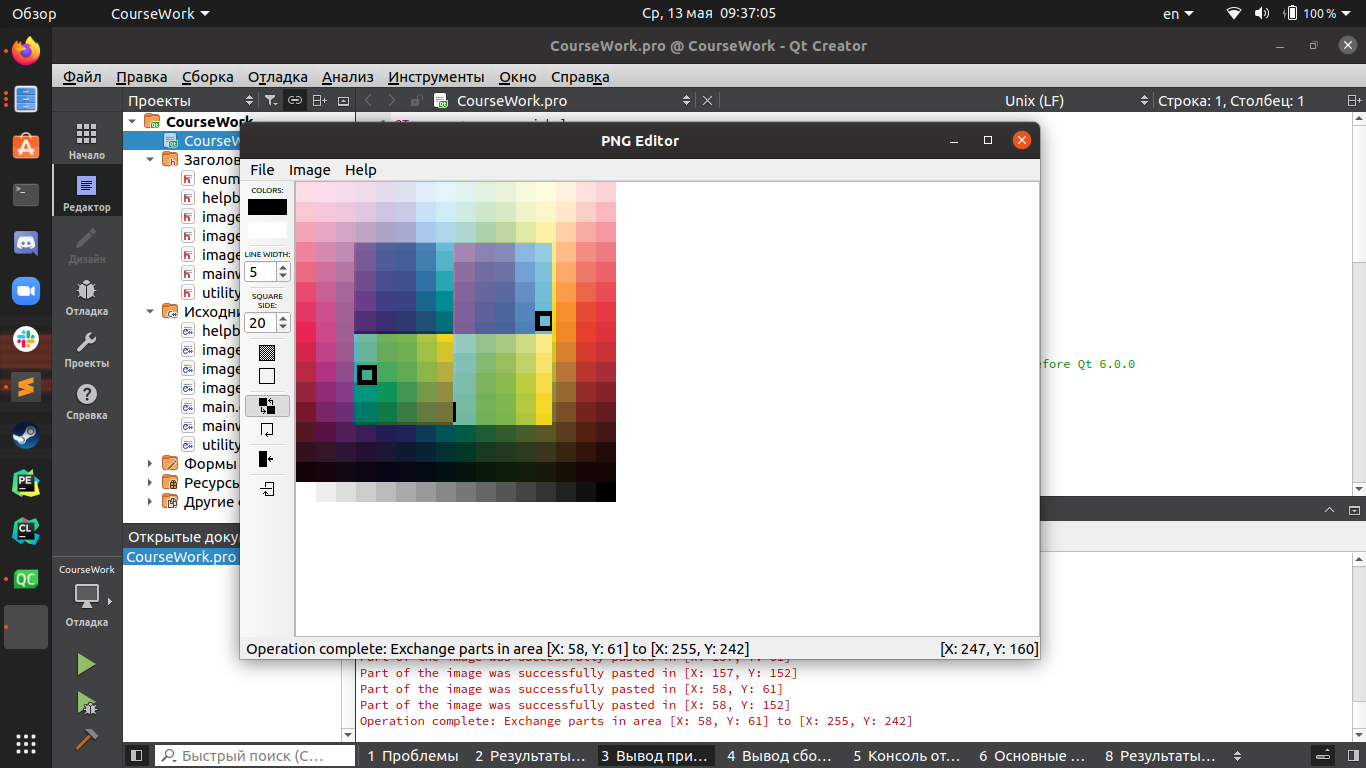 Обзор
CourseWork
Ср, 13 мая 09:37:05
en
100 %
CourseWork.pro @ CourseWork - Qt Creator
Файл Правка Сборка Отладка Анализ Инструменты Окно Справка
Проекты
CourseWork.pro
Unix (LF)
Строка: 1, Столбец: 1
Начало
Редактор
Дизайн
Отладка
Проекты
Справка
CourseWork
CourseW
Заголов
enum
helpb
image
image
image
mainw
utility
Исходни
helpb
image
image
image
main.
mainw
utility
Формы
Ресурсы
Другие
Открытые доку
CourseWork.pro
CourseWork
Отладка
PNG Editor
File Image Help
COLORS:
LINE WIDTH:
5
SQUARE
SIDE:
20
efore Qt 6.0.0
Operation complete: Exchange parts in area [X: 58, Y: 61] to [X: 255, Y: 242]
[X: 247, Y: 160]
Part of the image was successfully pasted in [X: 157, Y: 61]
Part of the image was successfully pasted in [X: 157, Y: 152]
Part of the image was successfully pasted in [X: 58, Y: 61]
Part of the image was successfully pasted in [X: 58, Y: 152]
Operation complete: Exchange parts in area [X: 58, Y: 61] to [X: 255, Y: 242]
PE
CL
QC
Быстрый поиск (C…
1 Проблемы
2 Результаты…
3 Вывод при…
4 Вывод сбо…
5 Консоль от…
6 Основные …
8 Результаты…